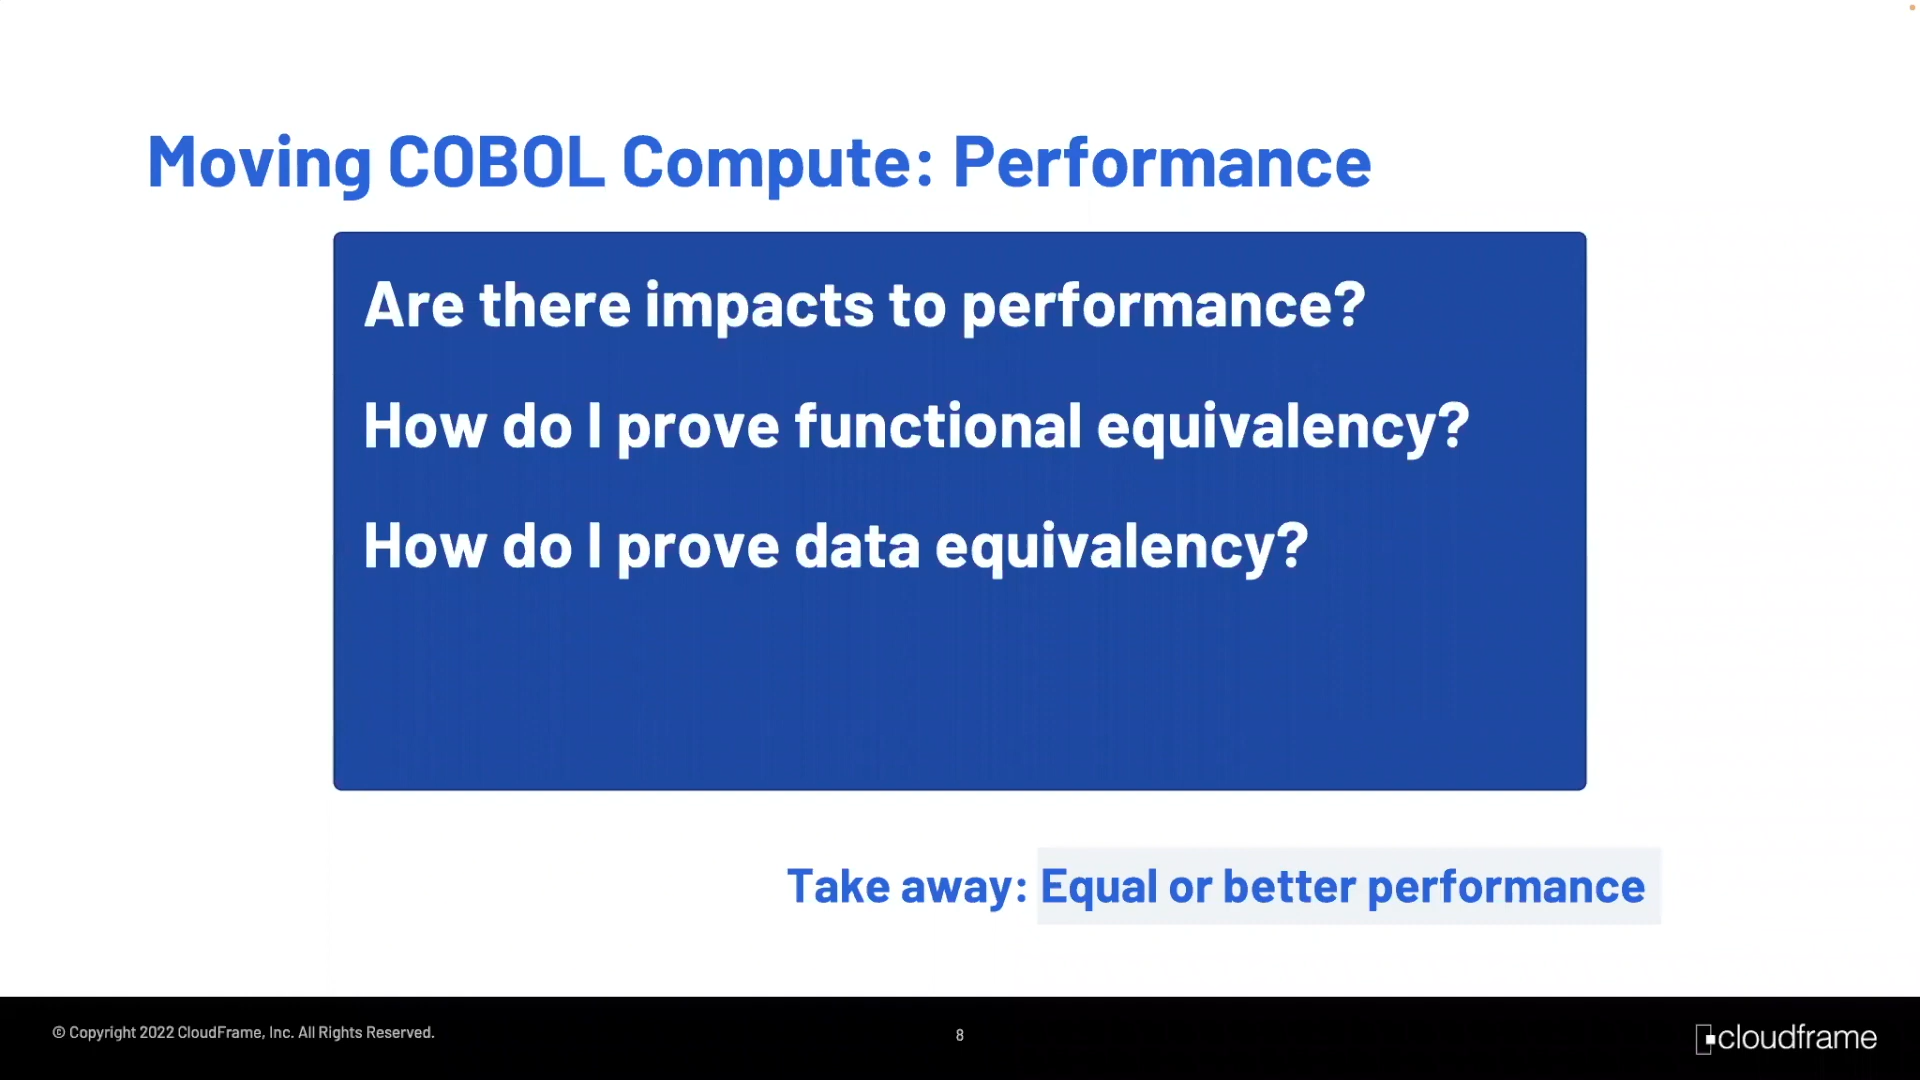 Moving COBOL Compute: Performance
Are there impacts to performance?
How do I prove functional equivalency?
How do I prove data equivalency?
Take away: Equal or better performance
© Copyright 2022 CloudFrame, Inc. All Rights Reserved.
8
cloudframe